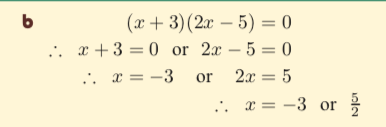 b (x + 3)(2x − 5) = 0
∴ x + 3 = 0 or 2x − 5 = 0
∴ x = −3 or 2x = 5
∴ x = −3 or 5/2